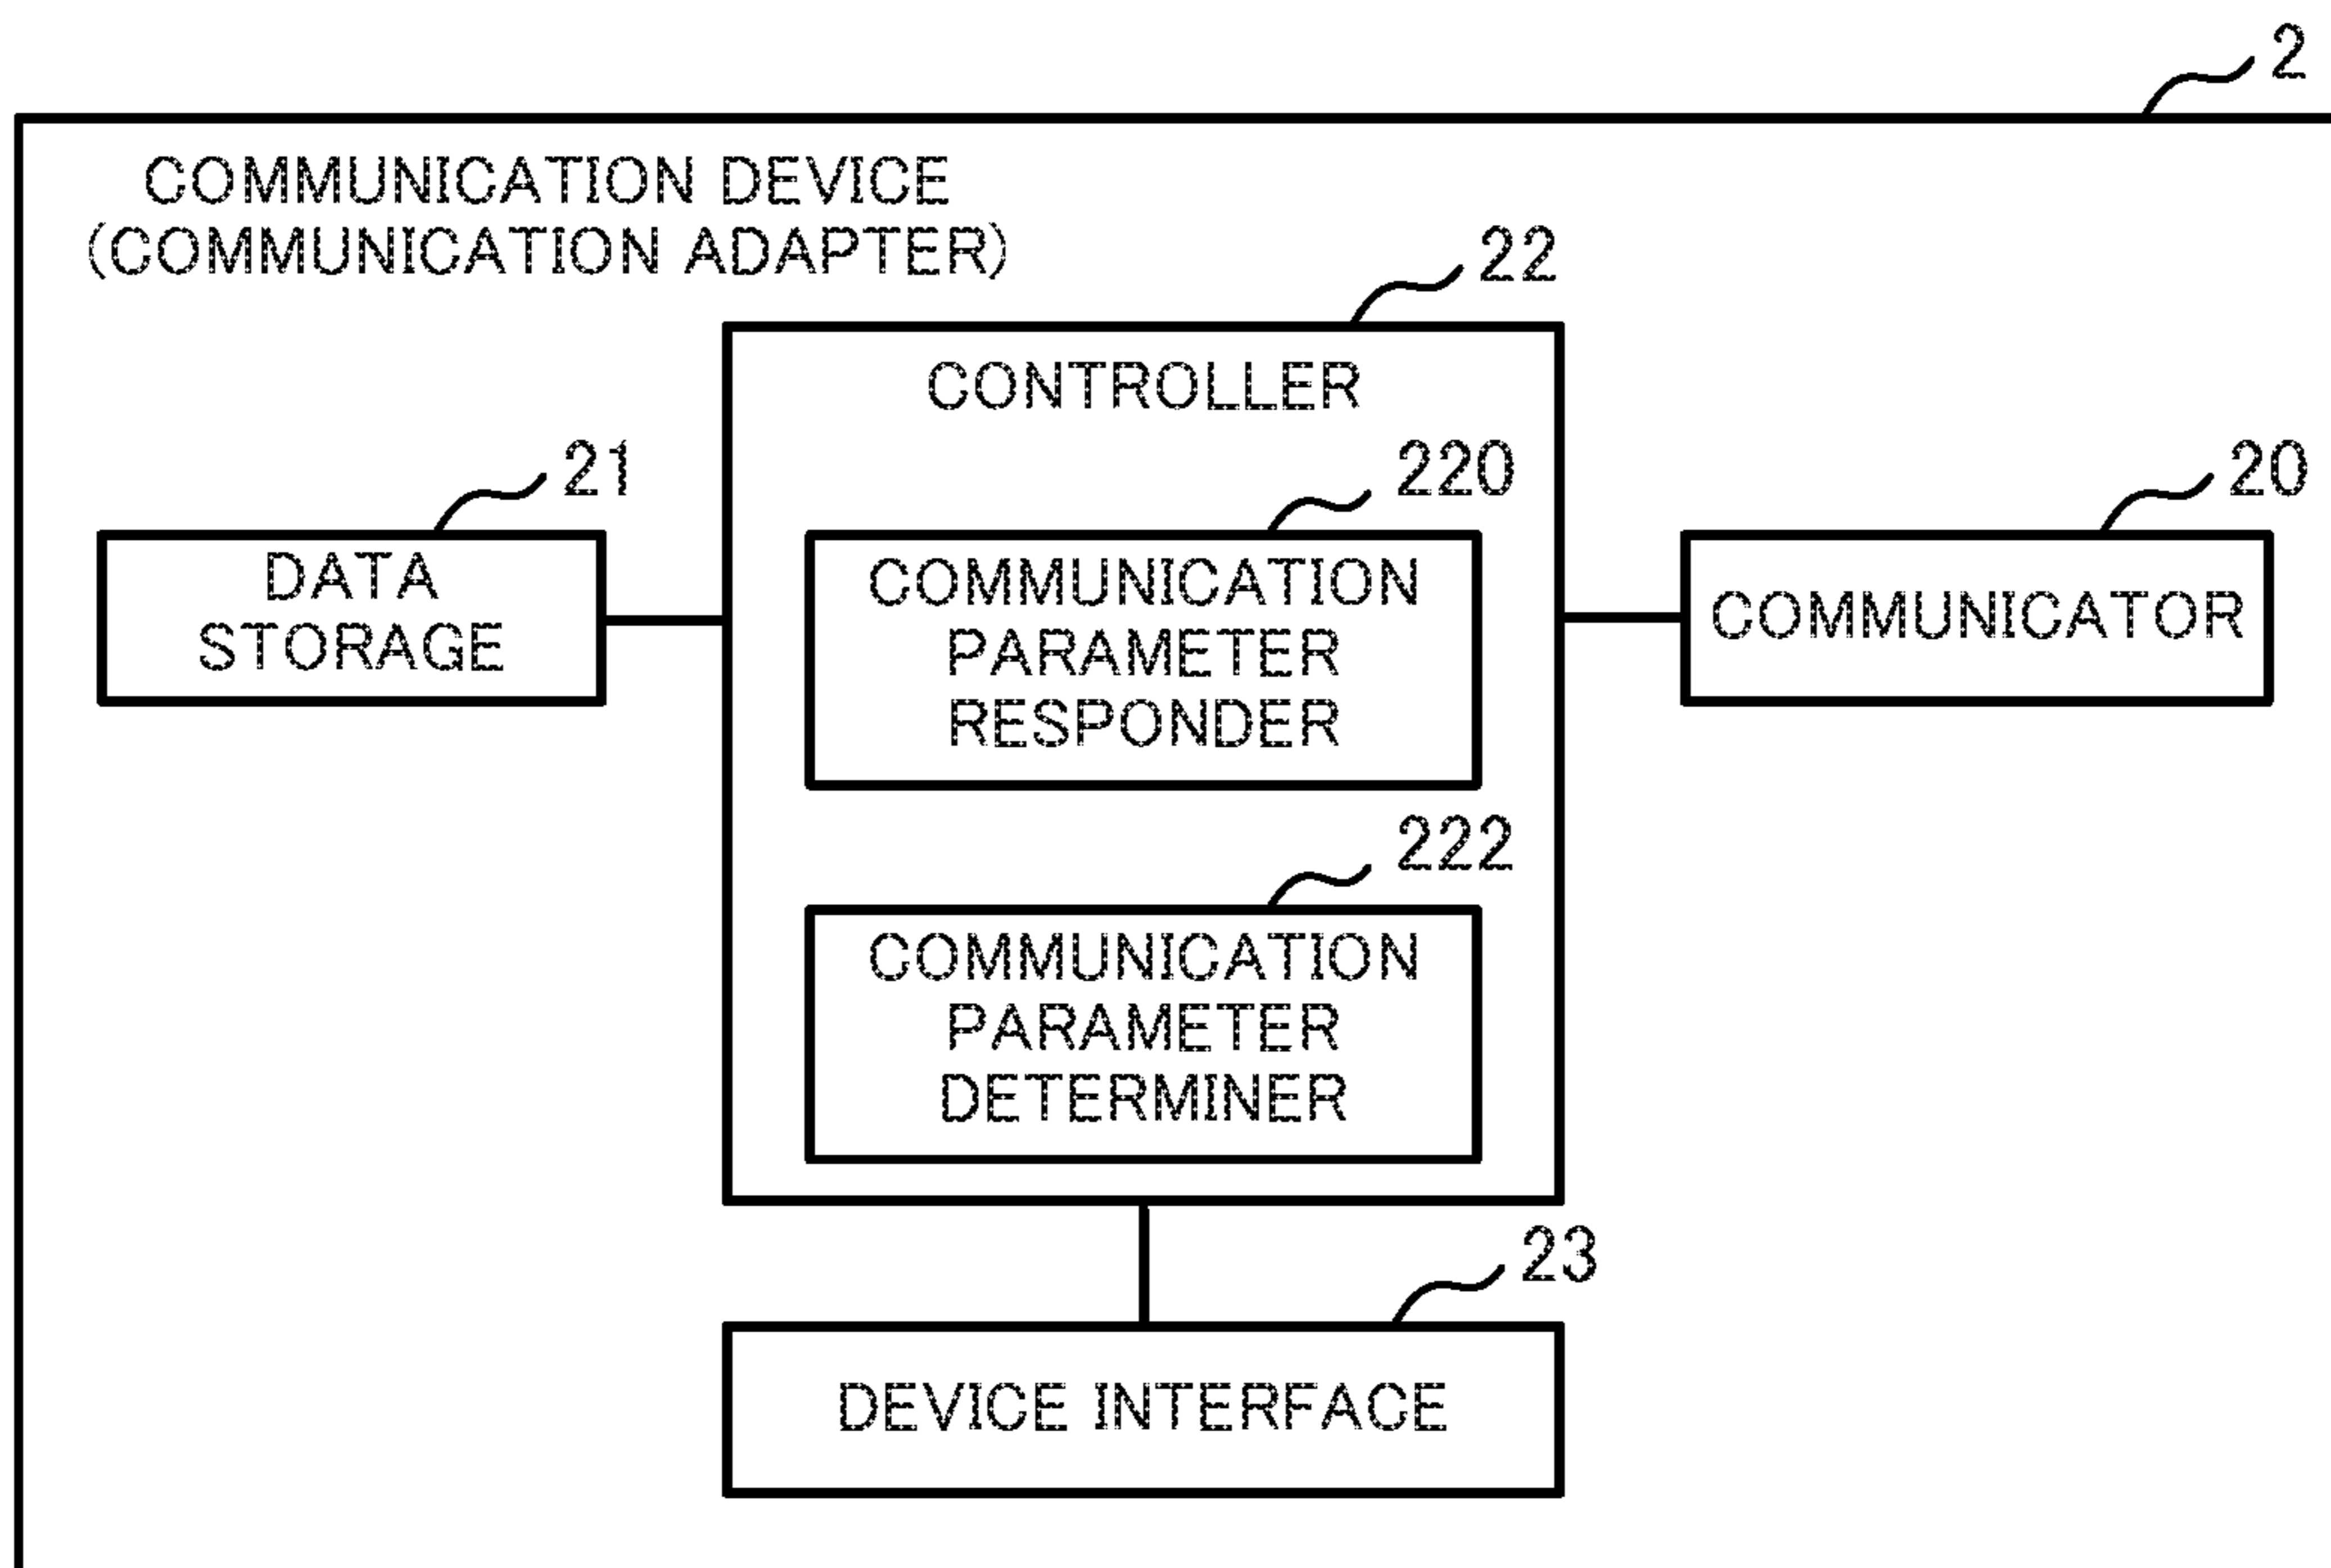 2
COMMUNICATION DEVICE
(COMMUNICATION ADAPTER)
22
CONTROLLER
21
220
20
DATA
STORAGE
COMMUNICATION
PARAMETER
RESPONDER
COMMUNICATOR
222
COMMUNICATION
PARAMETER
DETERMINER
23
DEVICE INTERFACE